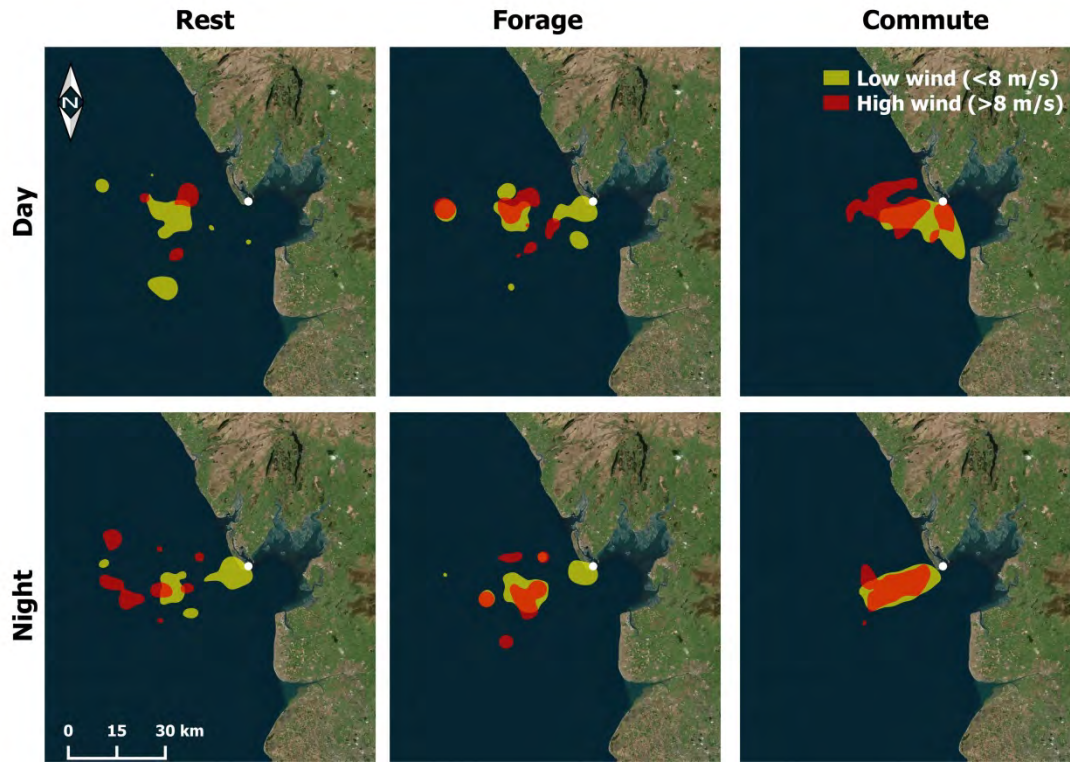 Rest
Forage
Commute
Day
N
Low wind (<8 m/s)
High wind (>8 m/s)
Night
0 15 30 km